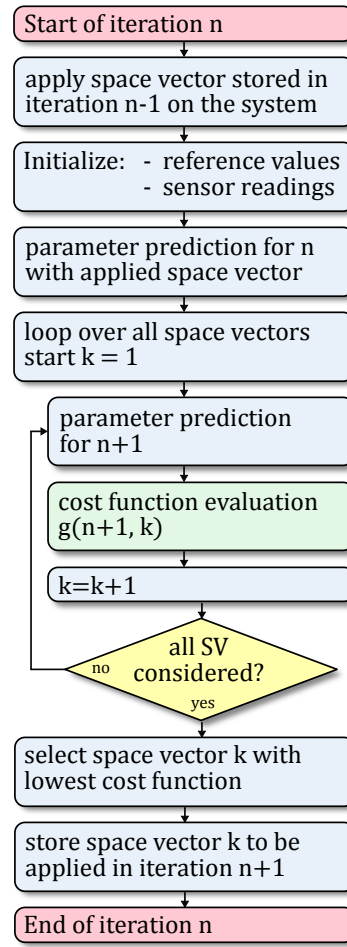 Start of iteration n
apply space vector stored in
iteration n-1 on the system
Initialize: - reference values
- sensor readings
parameter prediction for n
with applied space vector
loop over all space vectors
start k = 1
parameter prediction
for n+1
cost function evaluation
g(n+1, k)
k=k+1
all SV
no considered?
yes
select space vector k with
lowest cost function
store space vector k to be
applied in iteration n+1
End of iteration n